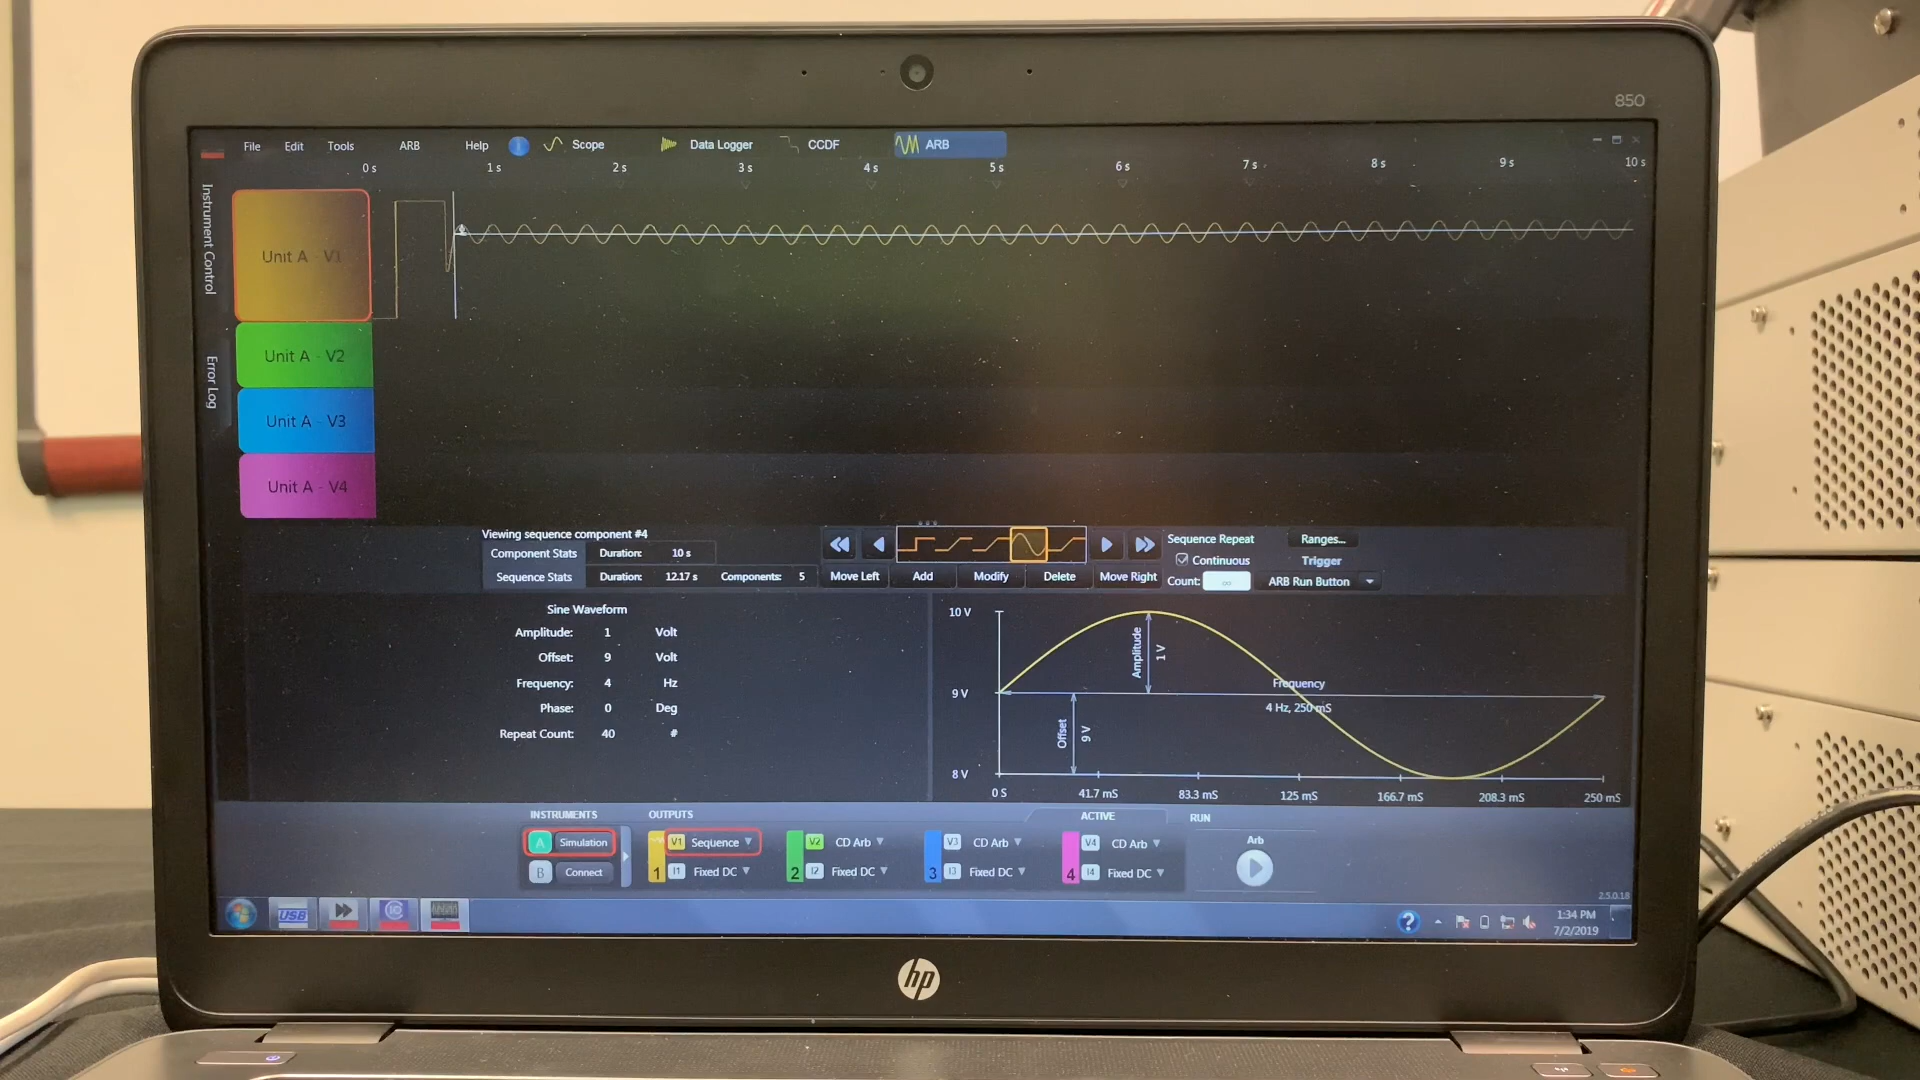 850
File Edit Tools ARB Help Scope Data Logger CCDF ARB
0 s 1 s 2 s 3 s 4 s 5 s 6 s 7 s 8 s 9 s 10 s
Instrument Control
Error Log
Unit A - V1
Unit A - V2
Unit A - V3
Unit A - V4
Viewing sequence component #4
Component Stats Duration: 10 s
Sequence Stats Duration: 12.17 s Components: 5
Move Left Add Modify Delete Move Right
Sequence Repeat Ranges...
Continuous Trigger
Count: ∞ ARB Run Button
Sine Waveform
Amplitude: 1 Volt
Offset: 9 Volt
Frequency: 4 Hz
Phase: 0 Deg
Repeat Count: 40 #
10 V
9 V
8 V
Amplitude
1 V
Offset
9 V
Frequency
4 Hz, 250 mS
0 S 41.7 mS 83.3 mS 125 mS 166.7 mS 208.3 mS 250 mS
INSTRUMENTS OUTPUTS ACTIVE RUN
A Simulation V1 Sequence V2 CD Arb V3 CD Arb V4 CD Arb Arb
B Connect 1 I1 Fixed DC 2 I2 Fixed DC 3 I3 Fixed DC 4 I4 Fixed DC
2.5.0.18
USB
1:34 PM
7/2/2019
hp